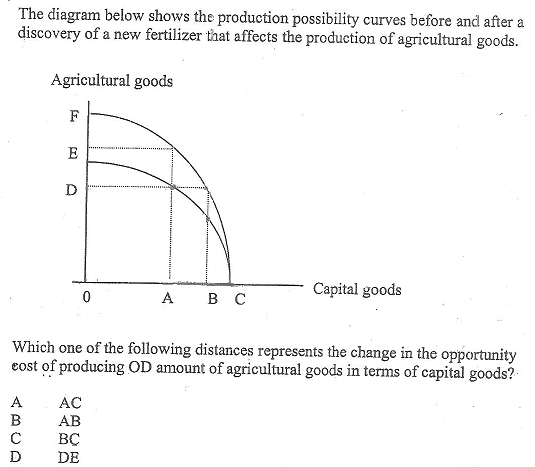 The diagram below shows the production possibility curves before and after a
discovery of a new fertilizer that affects the production of agricultural goods.
Agricultural goods
F
E
D
0 A B C Capital goods
Which one of the following distances represents the change in the opportunity
cost of producing OD amount of agricultural goods in terms of capital goods?
A AC
B AB
C BC
D DE